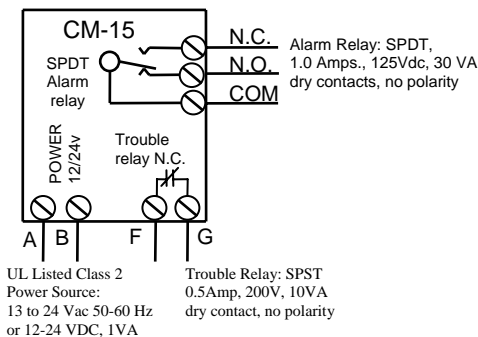 CM-15
SPDT
Alarm
relay
N.C.
N.O.
COM
Alarm Relay: SPDT,
1.0 Amps., 125Vdc, 30 VA
dry contacts, no polarity
POWER
12/24v
Trouble
relay N.C.
A B F G
UL Listed Class 2
Power Source:
13 to 24 Vac 50-60 Hz
or 12-24 VDC, 1VA
Trouble Relay: SPST
0.5Amp, 200V, 10VA
dry contact, no polarity